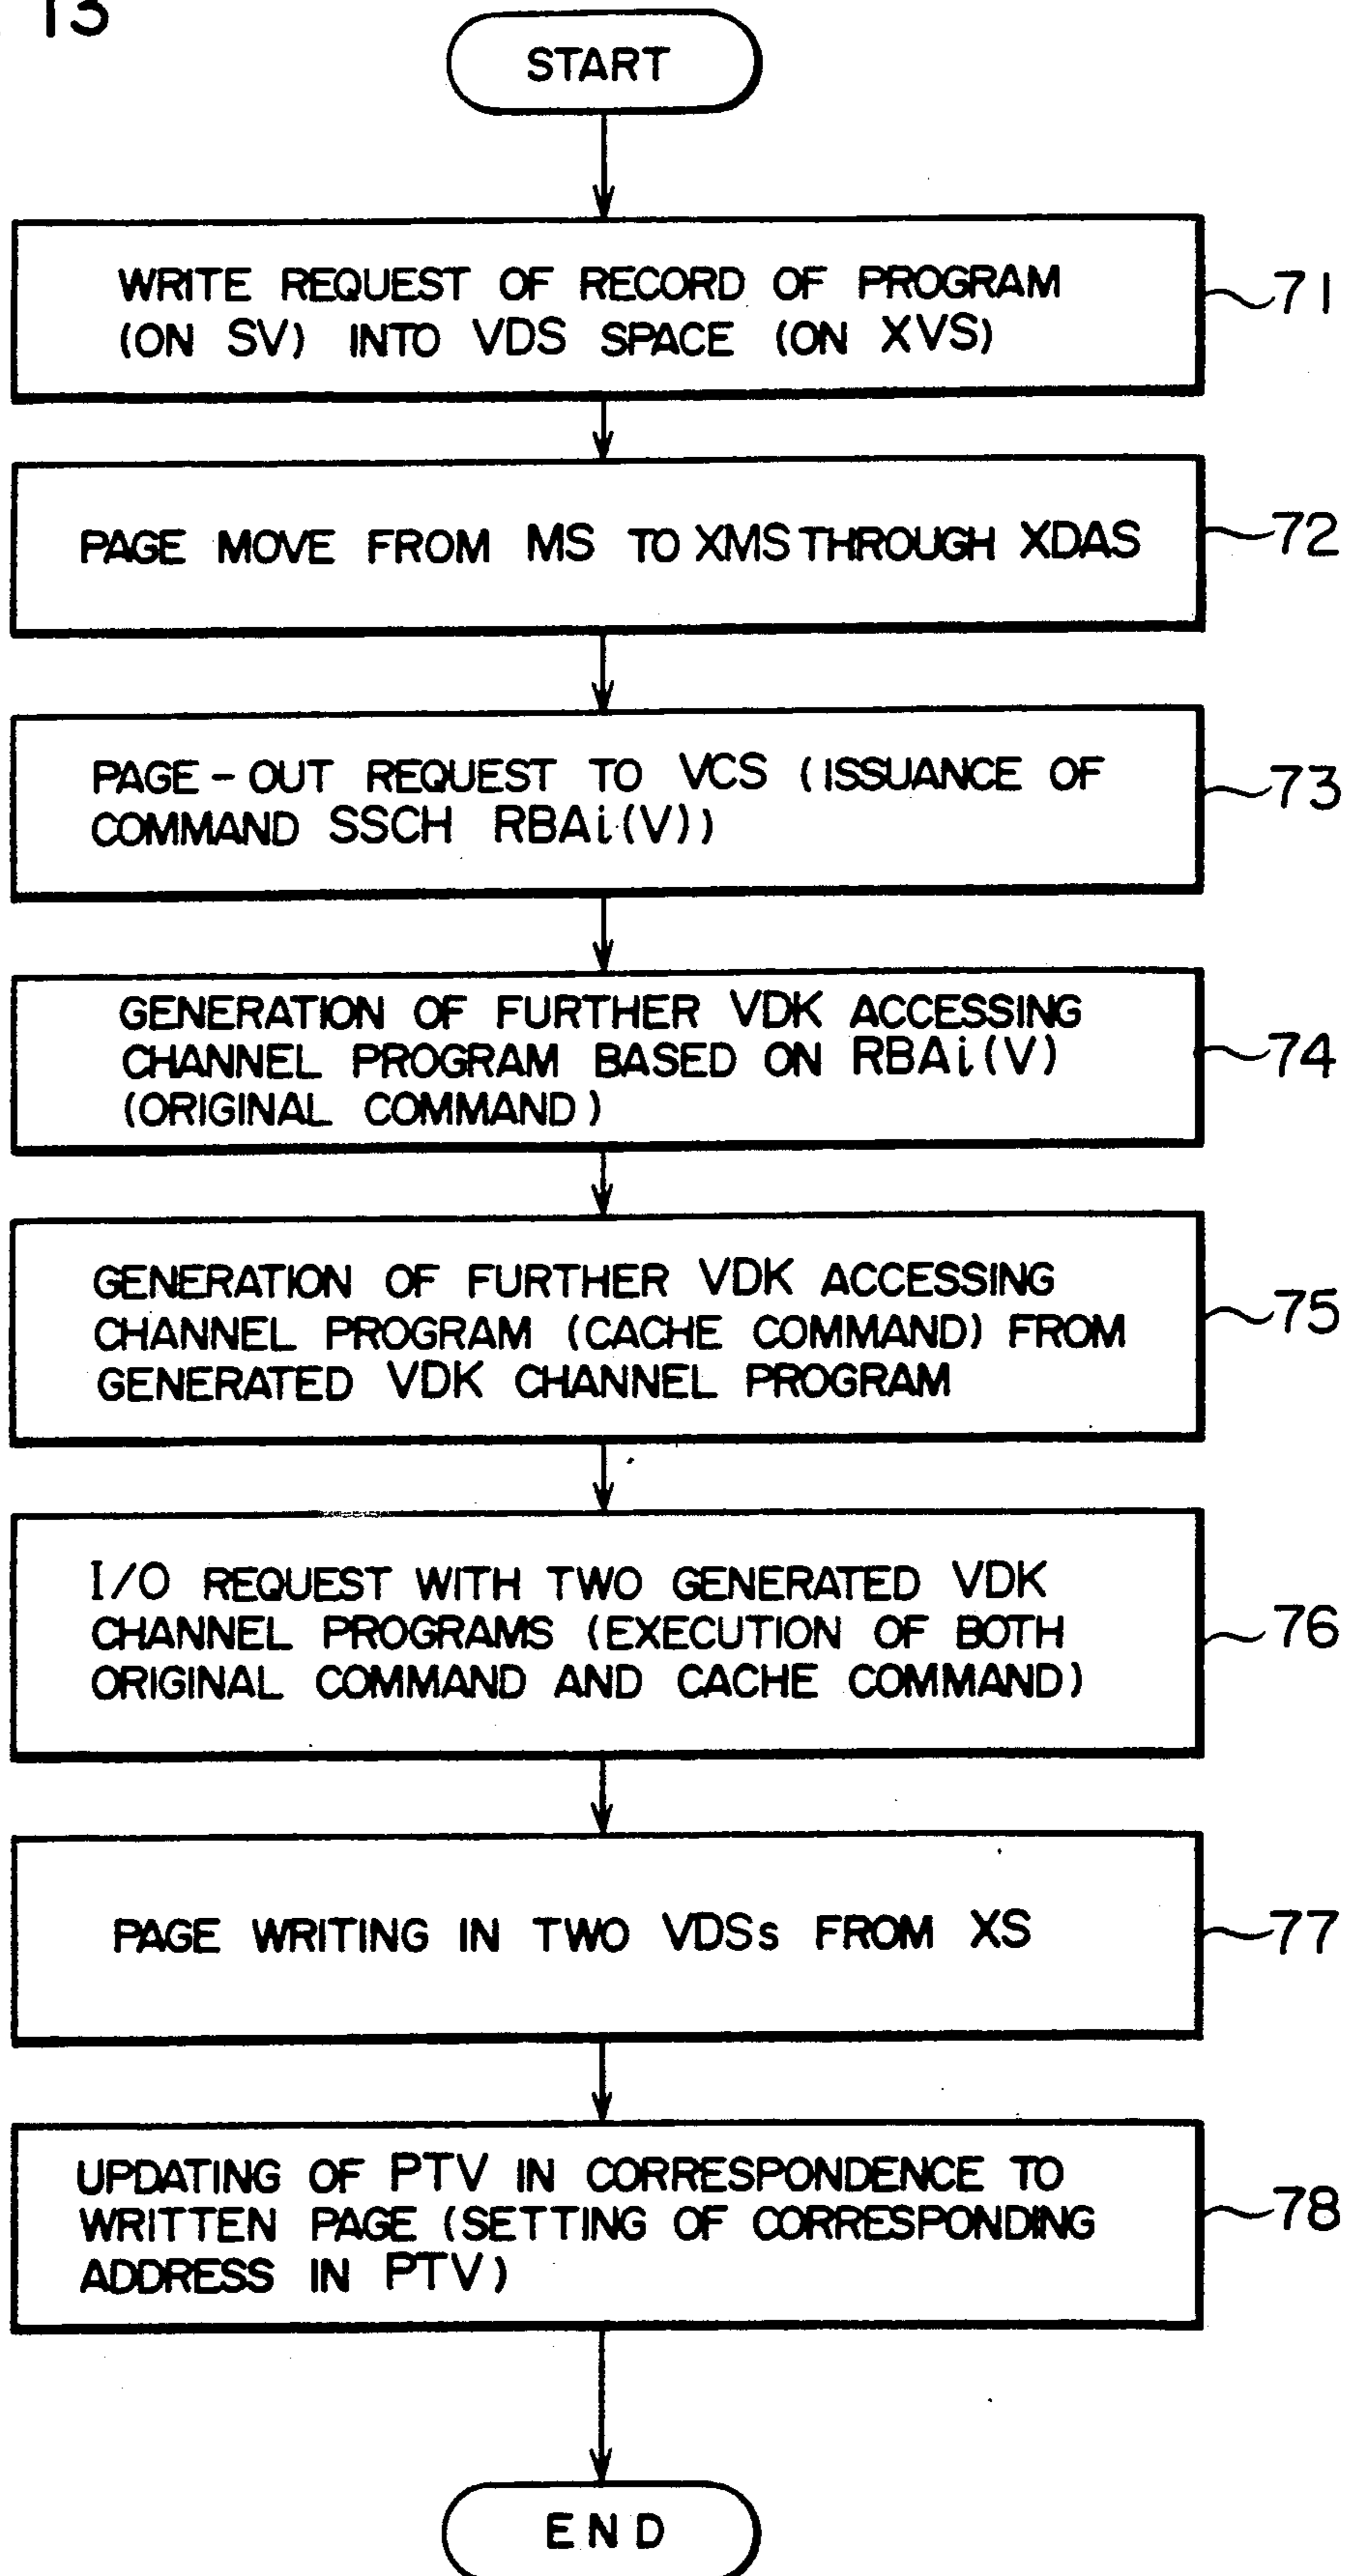 13
START
WRITE REQUEST OF RECORD OF PROGRAM
(ON SV) INTO VDS SPACE (ON XVS)
71
PAGE MOVE FROM MS TO XMS THROUGH XDAS
72
PAGE-OUT REQUEST TO VCS (ISSUANCE OF
COMMAND SSCH RBAi(V))
73
GENERATION OF FURTHER VDK ACCESSING
CHANNEL PROGRAM BASED ON RBAi(V)
(ORIGINAL COMMAND)
74
GENERATION OF FURTHER VDK ACCESSING
CHANNEL PROGRAM (CACHE COMMAND) FROM
GENERATED VDK CHANNEL PROGRAM
75
I/O REQUEST WITH TWO GENERATED VDK
CHANNEL PROGRAMS (EXECUTION OF BOTH
ORIGINAL COMMAND AND CACHE COMMAND)
76
PAGE WRITING IN TWO VDSs FROM XS
77
UPDATING OF PTV IN CORRESPONDENCE TO
WRITTEN PAGE (SETTING OF CORRESPONDING
ADDRESS IN PTV)
78
END